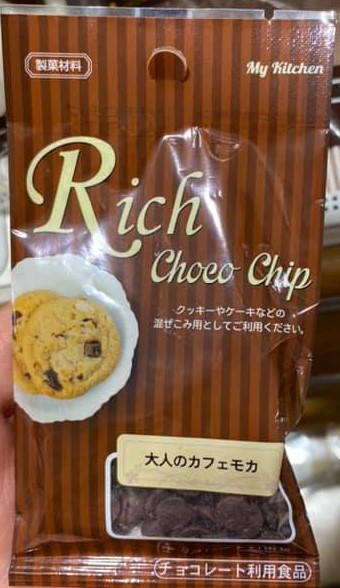 製菓材料
My Kitchen
Rich
Choco Chip
クッキーやケーキなどの
混ぜこみ用としてご利用ください。
大人のカフェモカ
チョコレート利用食品